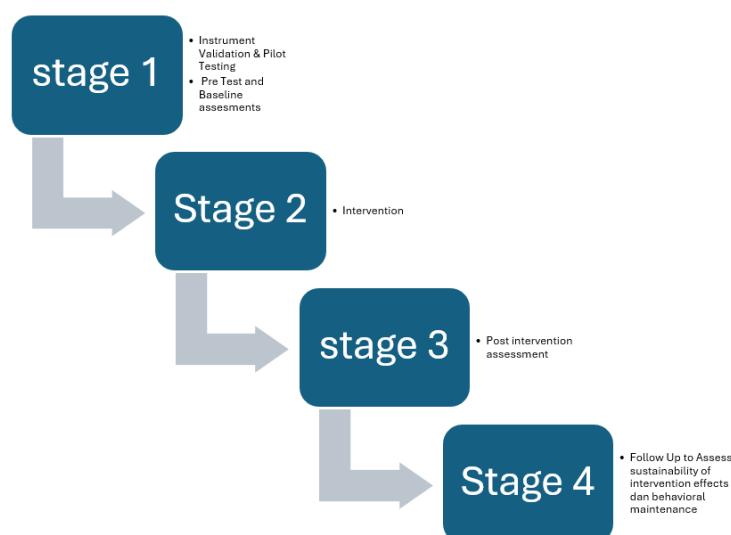 stage 1
• Instrument
Validation & Pilot
Testing
• Pre Test and
Baseline
assesments
Stage 2
• Intervention
stage 3
• Post intervention
assessment
Stage 4
• Follow Up to Assess
sustainability of
intervention effects
dan behavioral
maintenance